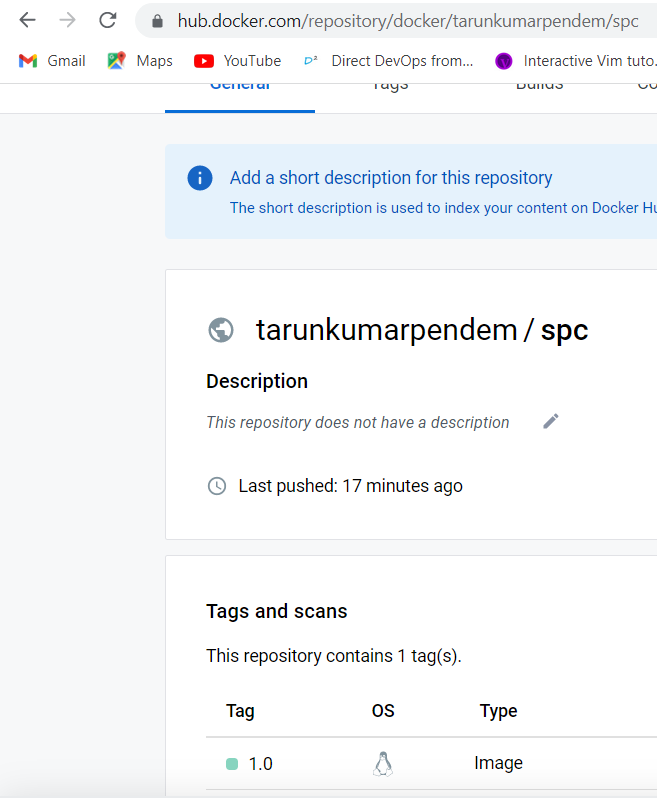 hub.docker.com/repository/docker/tarunkumarpendem/spc
Gmail Maps YouTube Direct DevOps from... Interactive Vim tuto.
General Tags Builds
Add a short description for this repository
The short description is used to index your content on Docker Hu
tarunkumarpendem / spc
Description
This repository does not have a description
Last pushed: 17 minutes ago
Tags and scans
This repository contains 1 tag(s).
Tag OS Type
1.0 Image